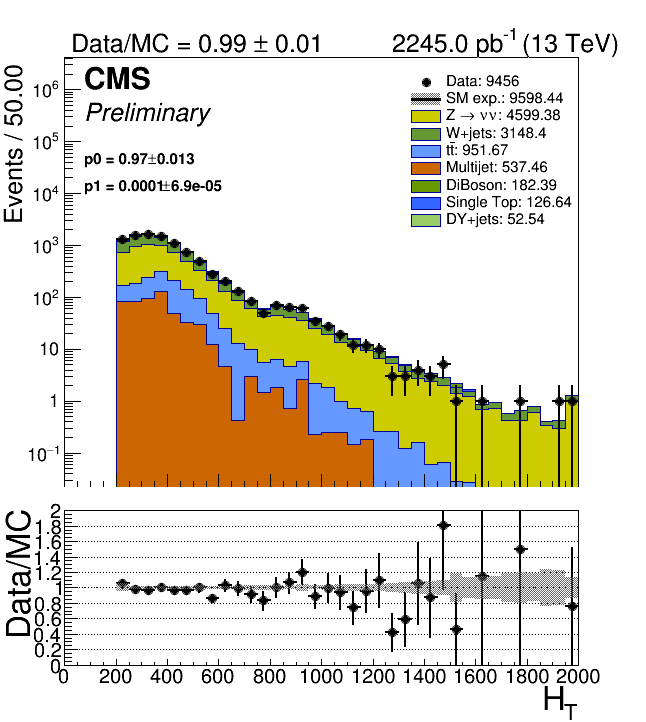 Data/MC = 0.99 ± 0.01 2245.0 pb⁻¹ (13 TeV)
CMS
Preliminary
p0 = 0.97±0.013
p1 = 0.0001±6.9e-05
Data: 9456
SM exp.: 9598.44
Z → νν: 4599.38
W+jets: 3148.4
tt̄: 951.67
Multijet: 537.46
DiBoson: 182.39
Single Top: 126.64
DY+jets: 52.54
Events / 50.00
10⁶
10⁵
10⁴
10³
10²
10
1
10⁻¹
Data/MC
2
1.8
1.6
1.4
1.2
1
0.8
0.6
0.4
0.2
0
0 200 400 600 800 1000 1200 1400 1600 1800 2000
H_T